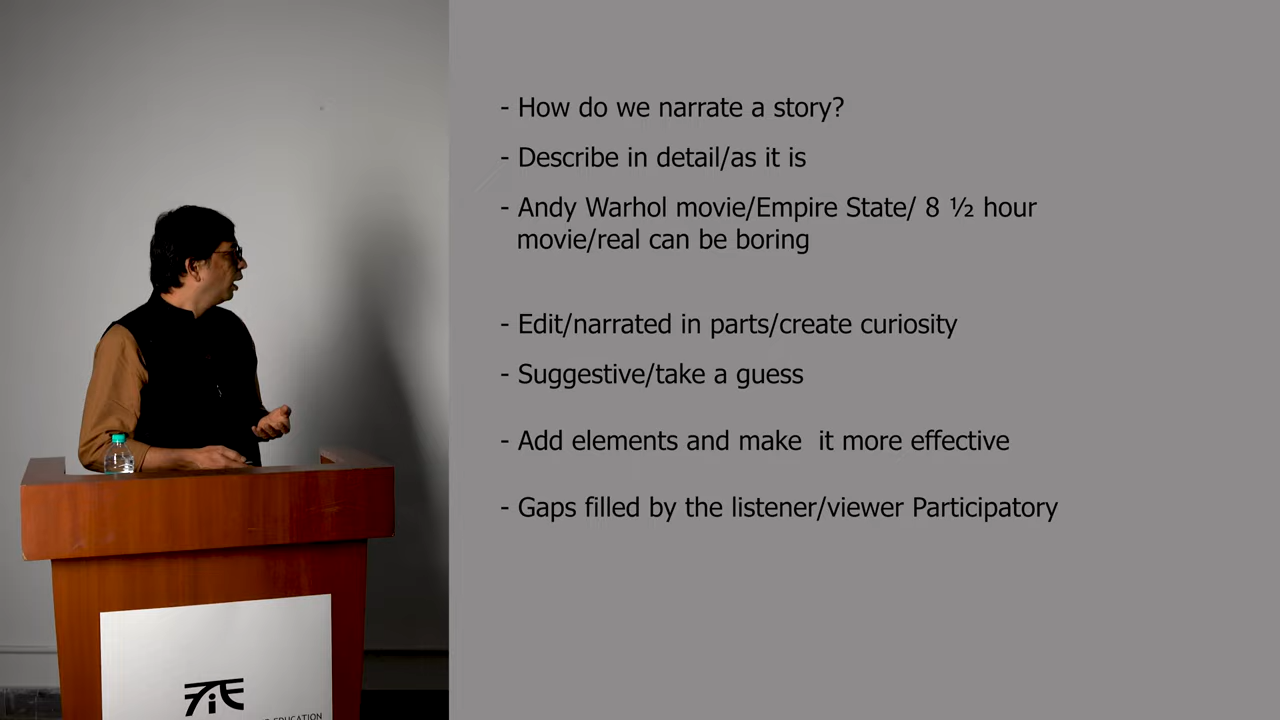 - How do we narrate a story?
- Describe in detail/as it is
- Andy Warhol movie/Empire State/ 8 ½ hour
movie/real can be boring
- Edit/narrated in parts/create curiosity
- Suggestive/take a guess
- Add elements and make  it more effective
- Gaps filled by the listener/viewer Participatory
EDUCATION